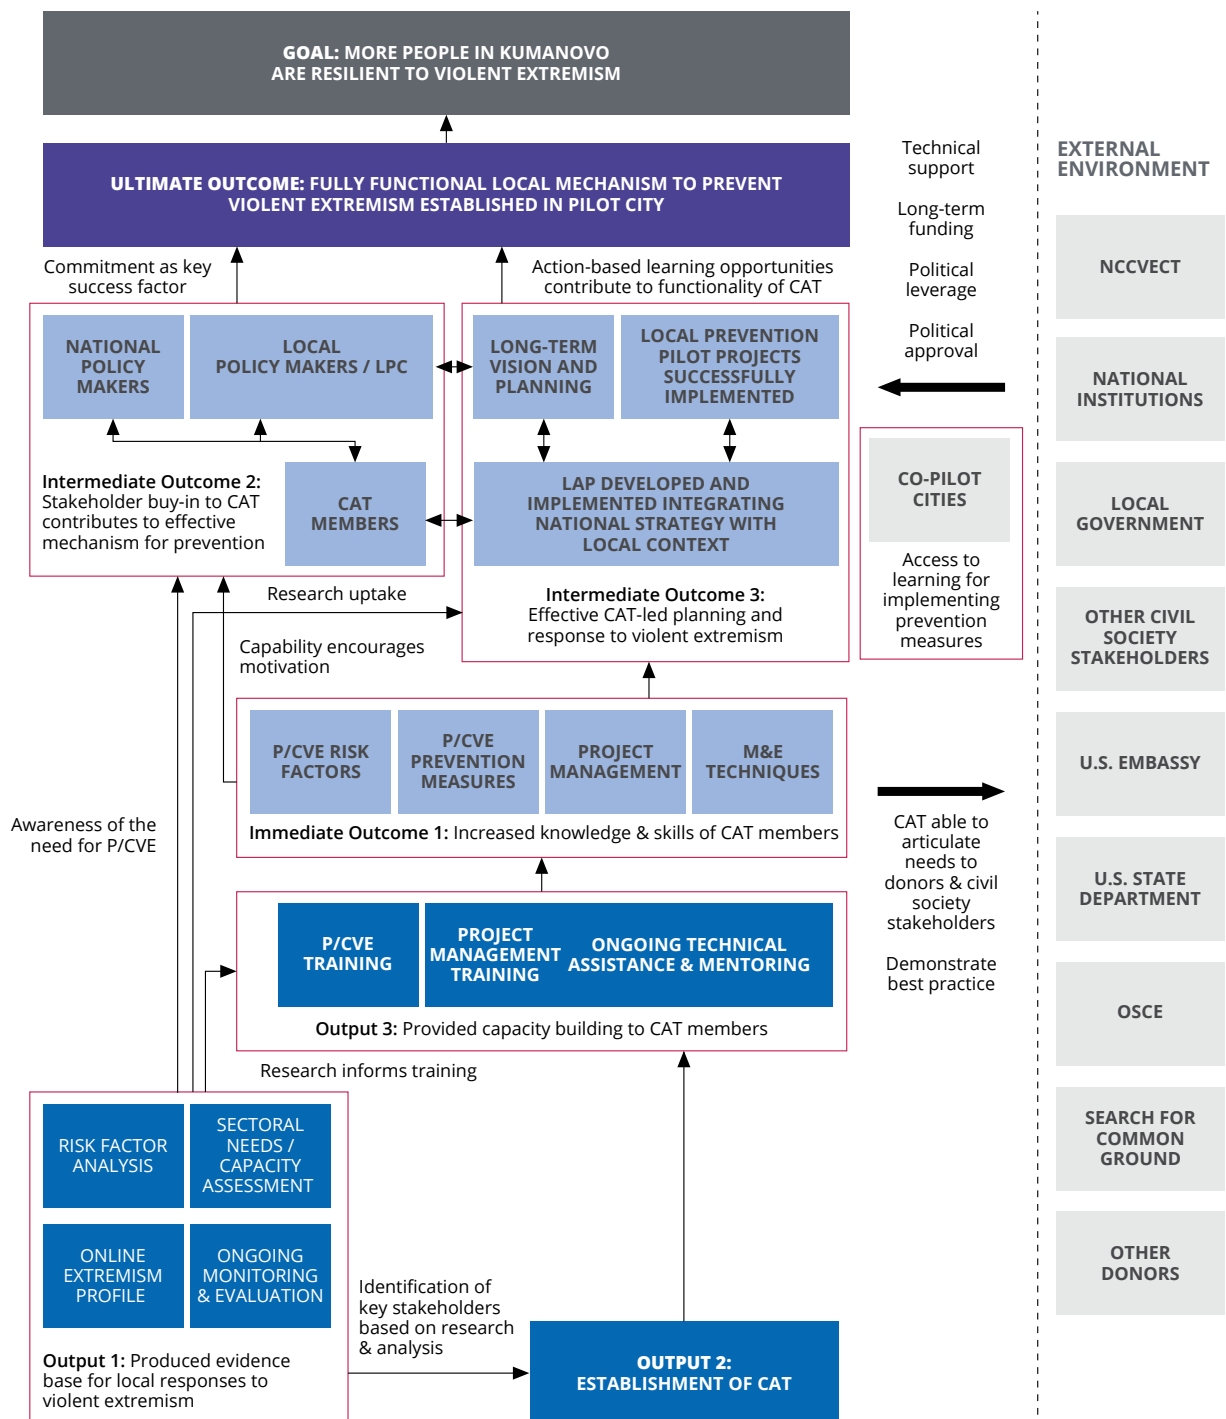 GOAL: MORE PEOPLE IN KUMANOVO
ARE RESILIENT TO VIOLENT EXTREMISM
ULTIMATE OUTCOME: FULLY FUNCTIONAL LOCAL MECHANISM TO PREVENT
VIOLENT EXTREMISM ESTABLISHED IN PILOT CITY
Commitment as key
success factor
Action-based learning opportunities
contribute to functionality of CAT
NATIONAL
POLICY
MAKERS
LOCAL
POLICY MAKERS / LPC
LONG-TERM
VISION AND
PLANNING
LOCAL PREVENTION
PILOT PROJECTS
SUCCESSFULLY
IMPLEMENTED
Intermediate Outcome 2:
Stakeholder buy-in to CAT
contributes to effective
mechanism for prevention
CAT
MEMBERS
LAP DEVELOPED AND
IMPLEMENTED INTEGRATING
NATIONAL STRATEGY WITH
LOCAL CONTEXT
Intermediate Outcome 3:
Effective CAT-led planning and
response to violent extremism
Research uptake
Capability encourages
motivation
P/CVE RISK
FACTORS
P/CVE
PREVENTION
MEASURES
PROJECT
MANAGEMENT
M&E
TECHNIQUES
Immediate Outcome 1: Increased knowledge & skills of CAT members
Awareness of the
need for P/CVE
P/CVE
TRAINING
PROJECT
MANAGEMENT
TRAINING
ONGOING TECHNICAL
ASSISTANCE & MENTORING
Output 3: Provided capacity building to CAT members
Research informs training
RISK FACTOR
ANALYSIS
SECTORAL
NEEDS /
CAPACITY
ASSESSMENT
ONLINE
EXTREMISM
PROFILE
ONGOING
MONITORING
& EVALUATION
Output 1: Produced evidence
base for local responses to
violent extremism
Identification of
key stakeholders
based on research
& analysis
OUTPUT 2:
ESTABLISHMENT OF CAT
Technical
support
Long-term
funding
Political
leverage
Political
approval
CO-PILOT
CITIES
Access to
learning for
implementing
prevention
measures
CAT able to
articulate
needs to
donors & civil
society
stakeholders
Demonstrate
best practice
EXTERNAL
ENVIRONMENT
NCCVECT
NATIONAL
INSTITUTIONS
LOCAL
GOVERNMENT
OTHER CIVIL
SOCIETY
STAKEHOLDERS
U.S. EMBASSY
U.S. STATE
DEPARTMENT
OSCE
SEARCH FOR
COMMON
GROUND
OTHER
DONORS